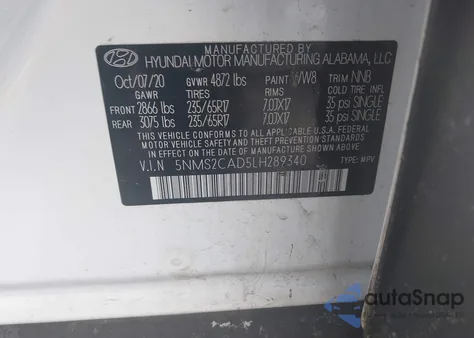 MANUFACTURED BY
HYUNDAI MOTOR MANUFACTURING ALABAMA, LLC
Oct/07/20 GVWR 4872 lbs PAINT WW8 TRIM NNB
GAWR TIRES RIMS COLD TIRE INFL.PR.
FRONT 2866 lbs 235/65R17 7.0JX17 35 psi SINGLE
REAR 3075 lbs 235/65R17 7.0JX17 35 psi SINGLE
THIS VEHICLE CONFORMS TO ALL APPLICABLE FEDERAL
MOTOR VEHICLE SAFETY AND THEFT PREVENTION STANDARDS
IN EFFECT ON THE DATE OF MANUFACTURE SHOWN ABOVE.
V.I.N 5NMS2CAD5LH289340 TYPE: MPV
autoSnap